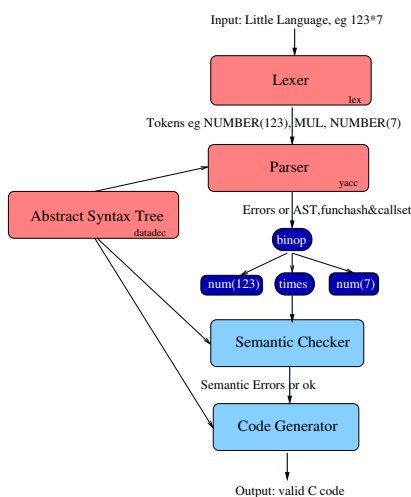 Input: Little Language, eg 123*7
Lexer
lex
Tokens eg NUMBER(123), MUL, NUMBER(7)
Parser
yacc
Abstract Syntax Tree
datadec
Errors or AST,funchash&callset
binop
num(123) times num(7)
Semantic Checker
Semantic Errors or ok
Code Generator
Output: valid C code